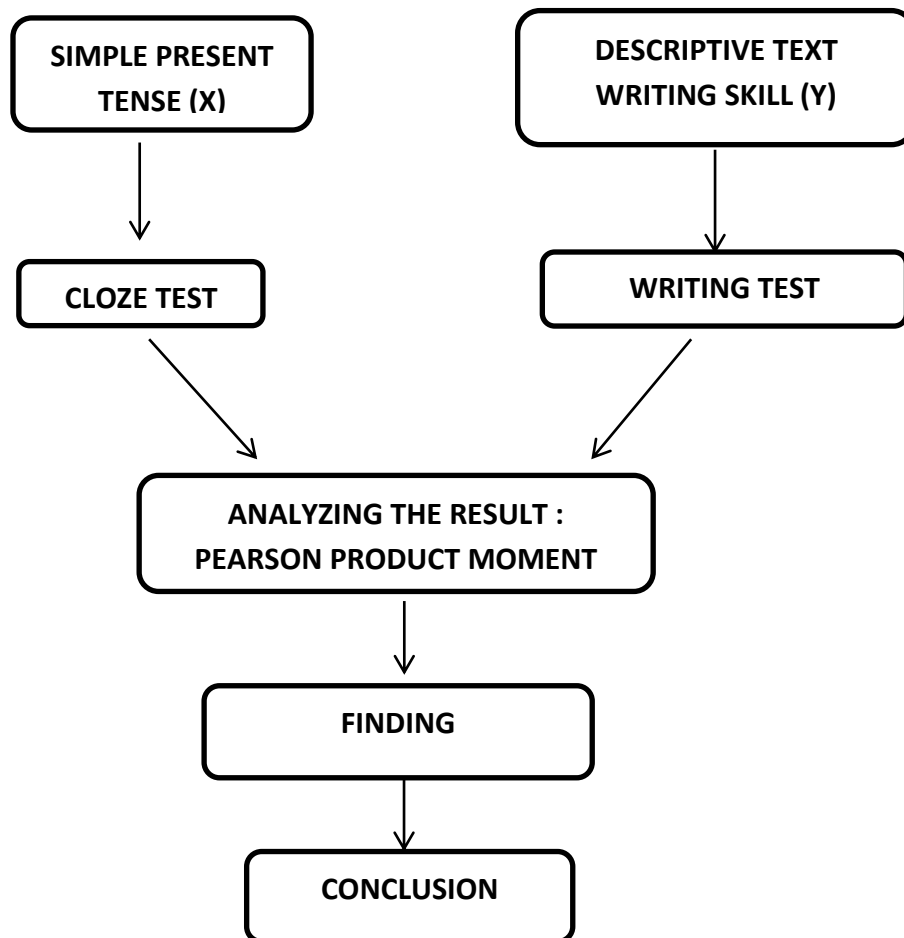 SIMPLE PRESENT
TENSE (X)
DESCRIPTIVE TEXT
WRITING SKILL (Y)
CLOZE TEST
WRITING TEST
ANALYZING THE RESULT :
PEARSON PRODUCT MOMENT
FINDING
CONCLUSION